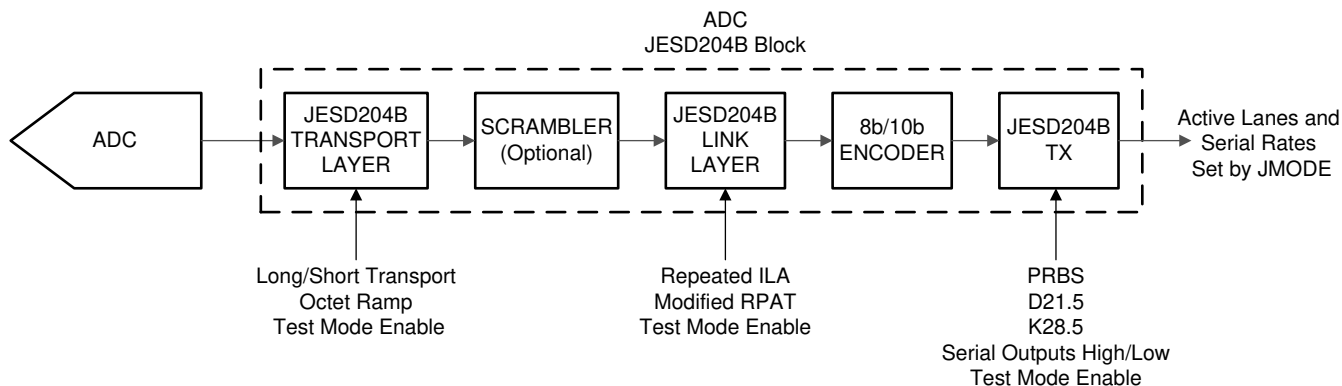 ADC
JESD204B Block
ADC
JESD204B
TRANSPORT
LAYER
SCRAMBLER
(Optional)
JESD204B
LINK
LAYER
8b/10b
ENCODER
JESD204B
TX
Active Lanes and
Serial Rates
Set by JMODE
Long/Short Transport
Octet Ramp
Test Mode Enable
Repeated ILA
Modified RPAT
Test Mode Enable
PRBS
D21.5
K28.5
Serial Outputs High/Low
Test Mode Enable